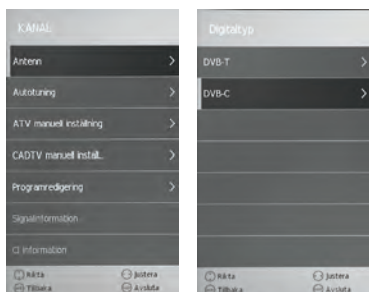 KANAL
Antenn
Autotuning
ATV manuell inställning
CADTV manuell install..
Programredigering
Signalinformation
CI information
Rikta
Justera
Tillbaka
Avsluta
Digitaltyp
DVB-T
DVB-C
Rikta
Justera
Tillbaka
Avsluta